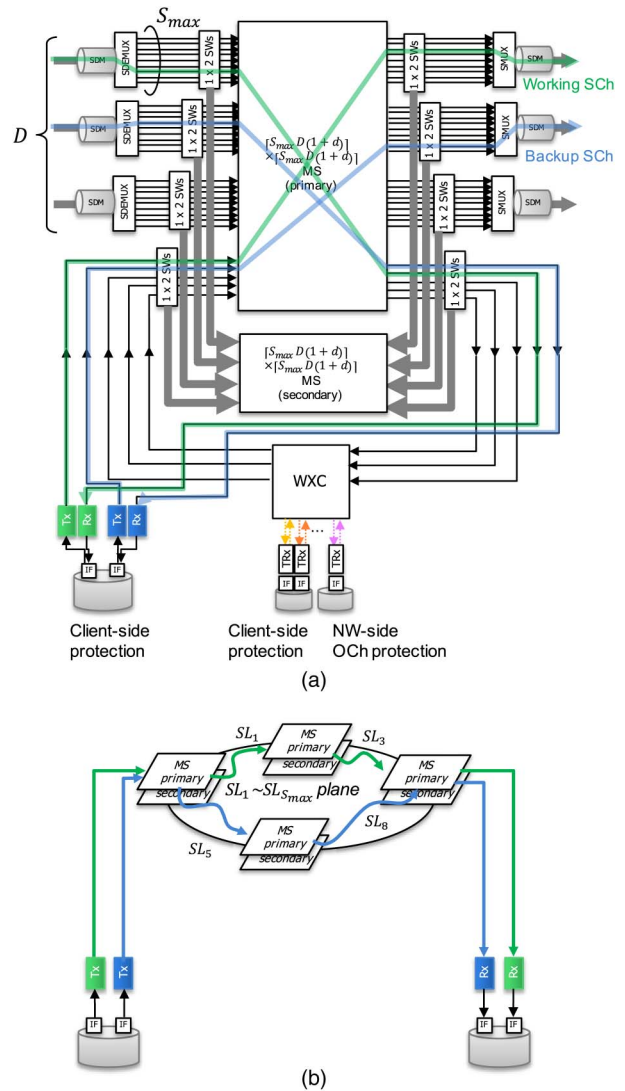 S_max
D
SDM
SDEMUX
1 x 2 SWs
1 x 2 SWs
SMUX
SDM
Working SCh
SDM
SDEMUX
1 x 2 SWs
⌈S_max D(1+d)⌉
×⌈S_max D(1+d)⌉
MS
(primary)
1 x 2 SWs
SMUX
SDM
Backup SCh
SDM
SDEMUX
1 x 2 SWs
1 x 2 SWs
SMUX
SDM
1 x 2 SWs
1 x 2 SWs
⌈S_max D(1+d)⌉
×⌈S_max D(1+d)⌉
MS
(secondary)
WXC
Tx
Rx
Tx
Rx
...
TRx
TRx
TRx
IF
IF
IF
IF
IF
Client-side
protection
Client-side
protection
NW-side
OCh protection
(a)
SL_1
SL_3
MS
primary
secondary
MS
primary
secondary
MS
primary
secondary
SL_1~SL_{S_max} plane
MS
primary
secondary
SL_5
SL_8
Tx
Tx
Rx
Rx
IF
IF
IF
IF
(b)